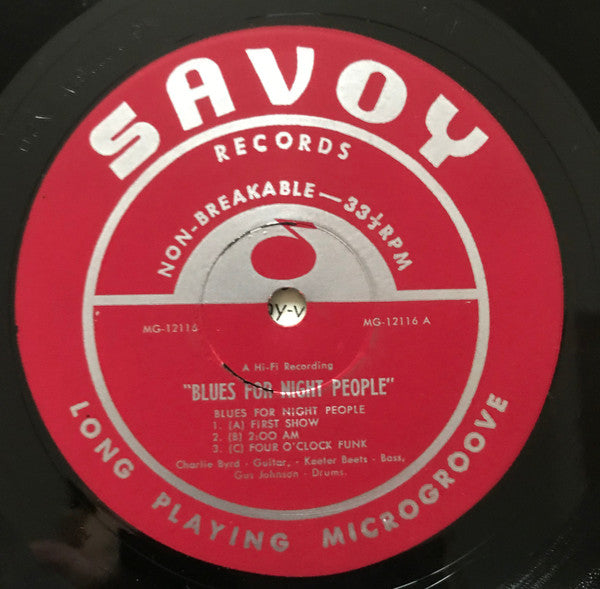 SAVOY
RECORDS
NON-BREAKABLE — 33⅓ RPM
MG-12116
MG-12116 A
A Hi-Fi Recording
"BLUES FOR NIGHT PEOPLE"
BLUES FOR NIGHT PEOPLE
1. (A) FIRST SHOW
2. (B) 2:00 AM
3. (C) FOUR O'CLOCK FUNK
Charlie Byrd - Guitar, - Keeter Beets - Bass,
Gus Johnson - Drums.
LONG PLAYING MICROGROOVE